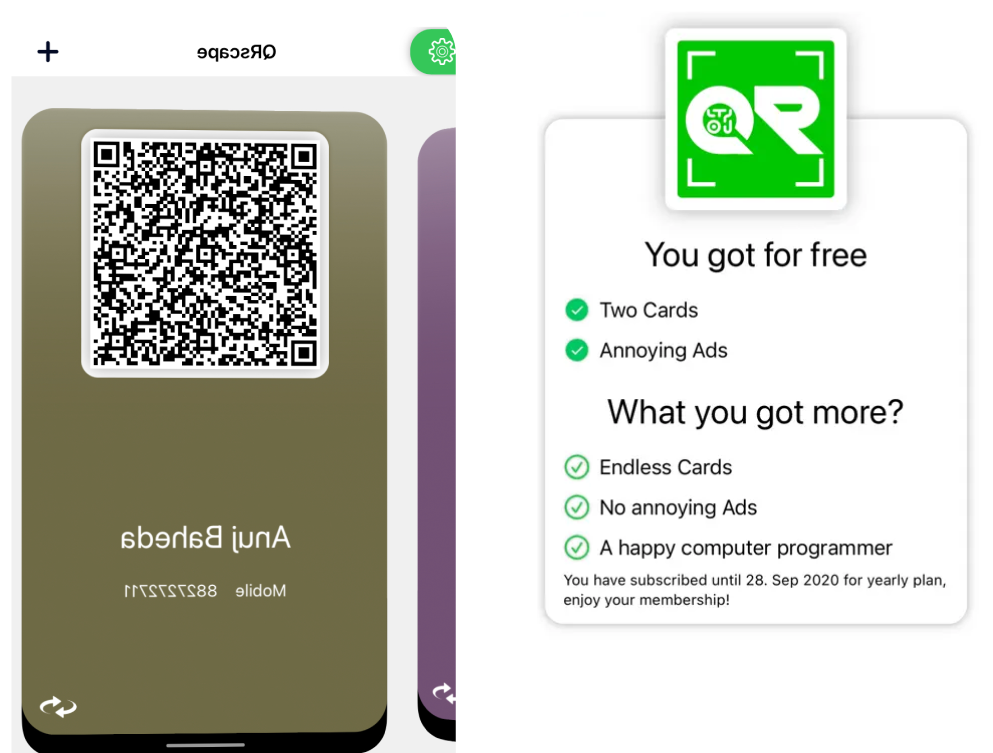 QRscape
Anuj Baheda
Mobile 8827272711
QR
You got for free
Two Cards
Annoying Ads
What you got more?
Endless Cards
No annoying Ads
A happy computer programmer
You have subscribed until 28. Sep 2020 for yearly plan,
enjoy your membership!